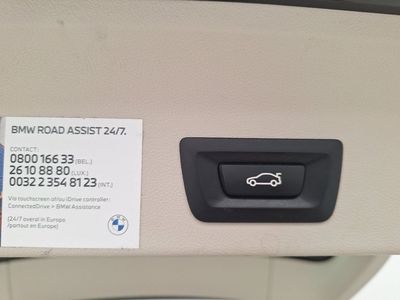 BMW ROAD ASSIST 24/7.
CONTACT:
0800 166 33 [BEL.]
26 10 88 80 [LUX.]
0032 2 354 81 23 [INT.]
Via touchscreen of/ou iDrive controller:
ConnectedDrive > BMW Assistance
(24/7 overal in Europa
/partout en Europe)